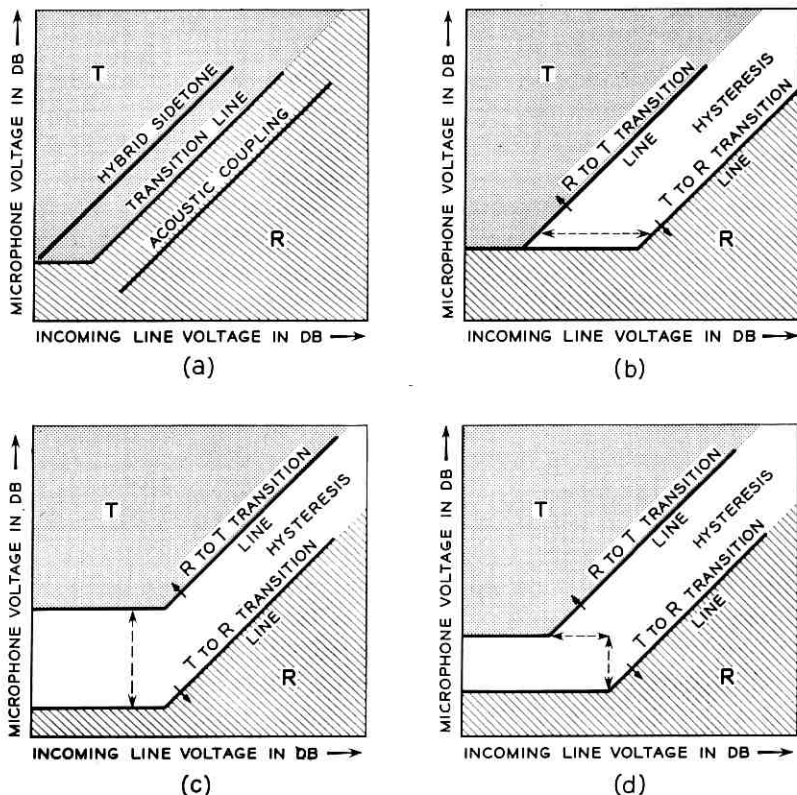 MICROPHONE VOLTAGE IN DB
T
HYBRID SIDETONE
TRANSITION LINE
ACOUSTIC COUPLING
R
INCOMING LINE VOLTAGE IN DB
(a)
MICROPHONE VOLTAGE IN DB
T
R TO T TRANSITION
LINE
HYSTERESIS
T TO R TRANSITION
LINE
R
INCOMING LINE VOLTAGE IN DB
(b)
MICROPHONE VOLTAGE IN DB
T
R TO T TRANSITION
LINE
HYSTERESIS
T TO R TRANSITION
LINE
R
INCOMING LINE VOLTAGE IN DB
(c)
MICROPHONE VOLTAGE IN DB
T
R TO T TRANSITION
LINE
HYSTERESIS
T TO R TRANSITION
LINE
R
INCOMING LINE VOLTAGE IN DB
(d)